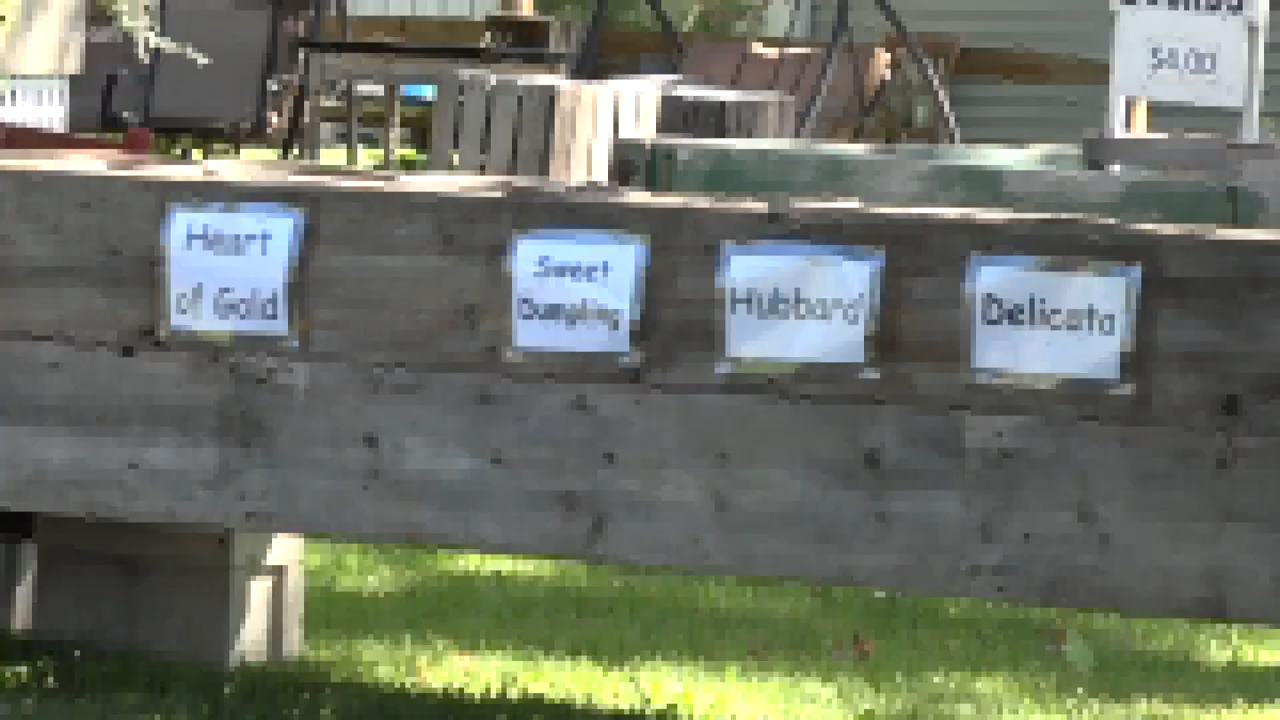 $4.00
Heart
of Gold
Sweet
Dumpling
Hubbard
Delicata